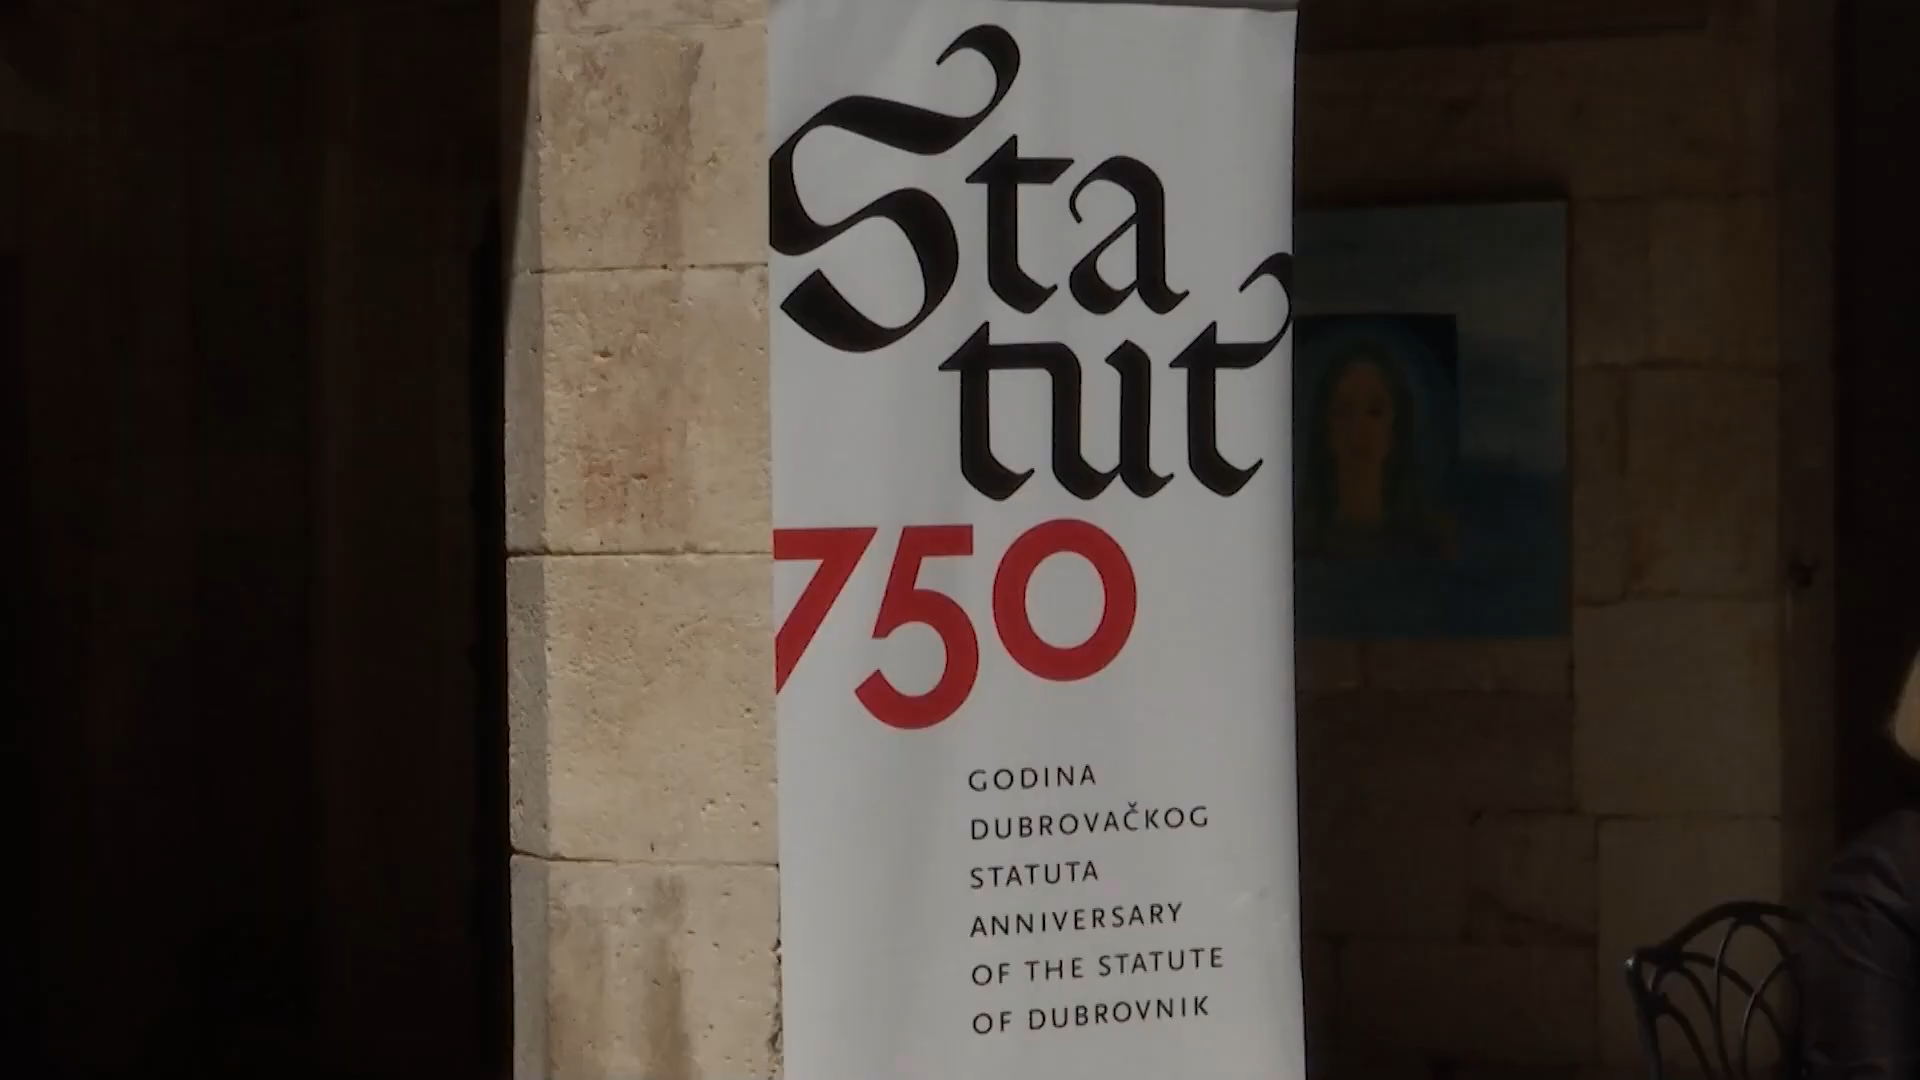 Sta
tut
750
GODINA
DUBROVAČKOG
STATUTA
ANNIVERSARY
OF THE STATUTE
OF DUBROVNIK